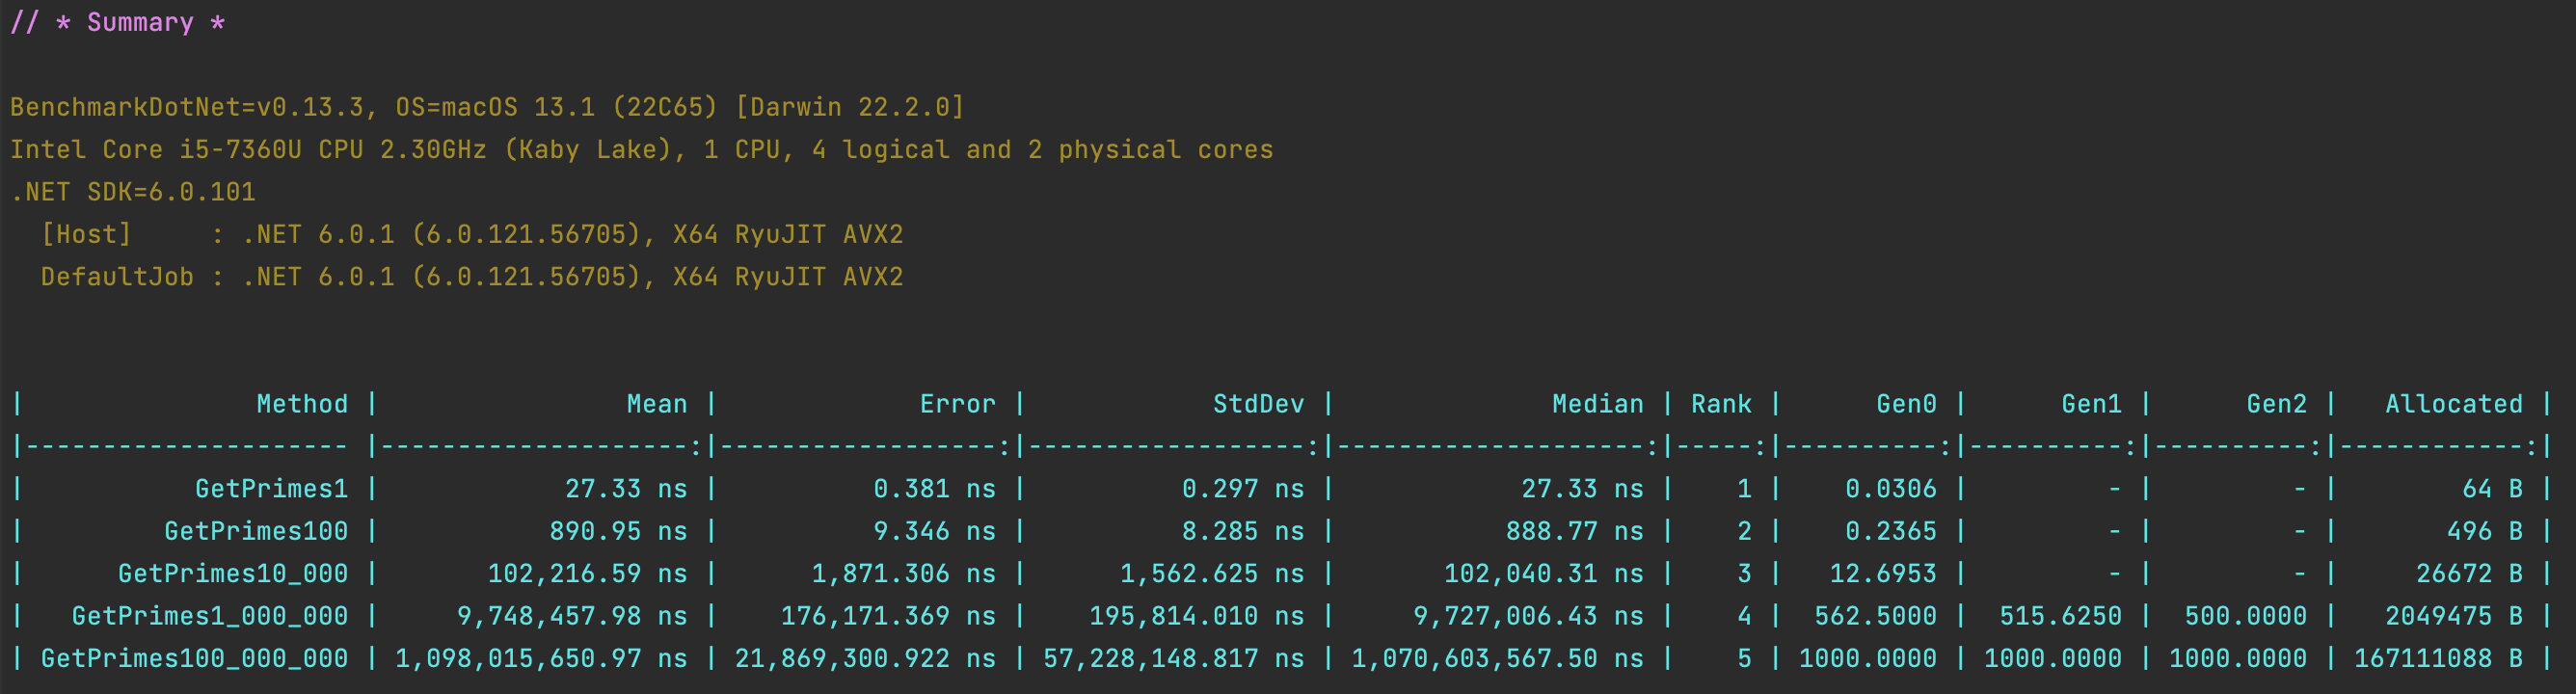 // * Summary *
BenchmarkDotNet=v0.13.3, OS=macOS 13.1 (22C65) [Darwin 22.2.0]
Intel Core i5-7360U CPU 2.30GHz (Kaby Lake), 1 CPU, 4 logical and 2 physical cores
.NET SDK=6.0.101
  [Host]     : .NET 6.0.1 (6.0.121.56705), X64 RyuJIT AVX2
  DefaultJob : .NET 6.0.1 (6.0.121.56705), X64 RyuJIT AVX2
|               Method |                Mean |             Error |            StdDev |              Median | Rank |      Gen0 |      Gen1 |      Gen2 |   Allocated |
|--------------------- |--------------------:|------------------:|------------------:|--------------------:|-----:|----------:|----------:|----------:|------------:|
|           GetPrimes1 |            27.33 ns |          0.381 ns |          0.297 ns |            27.33 ns |    1 |    0.0306 |         - |         - |        64 B |
|         GetPrimes100 |           890.95 ns |          9.346 ns |          8.285 ns |           888.77 ns |    2 |    0.2365 |         - |         - |       496 B |
|      GetPrimes10_000 |       102,216.59 ns |      1,871.306 ns |      1,562.625 ns |       102,040.31 ns |    3 |   12.6953 |         - |         - |     26672 B |
|   GetPrimes1_000_000 |     9,748,457.98 ns |    176,171.369 ns |    195,814.010 ns |     9,727,006.43 ns |    4 |  562.5000 |  515.6250 |  500.0000 |   2049475 B |
| GetPrimes100_000_000 | 1,098,015,650.97 ns | 21,869,300.922 ns | 57,228,148.817 ns | 1,070,603,567.50 ns |    5 | 1000.0000 | 1000.0000 | 1000.0000 | 167111088 B |